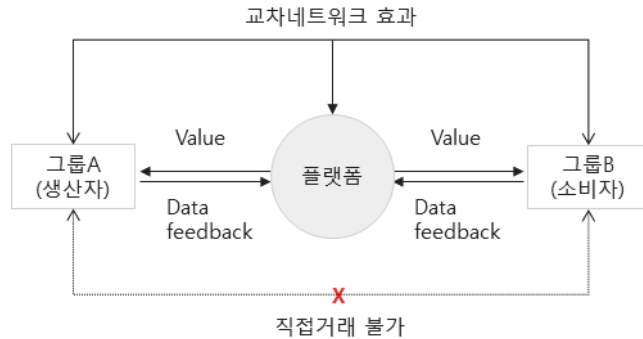 교차네트워크 효과
Value
Value
그룹A
(생산자)
플랫폼
그룹B
(소비자)
Data
feedback
Data
feedback
X
직접거래 불가